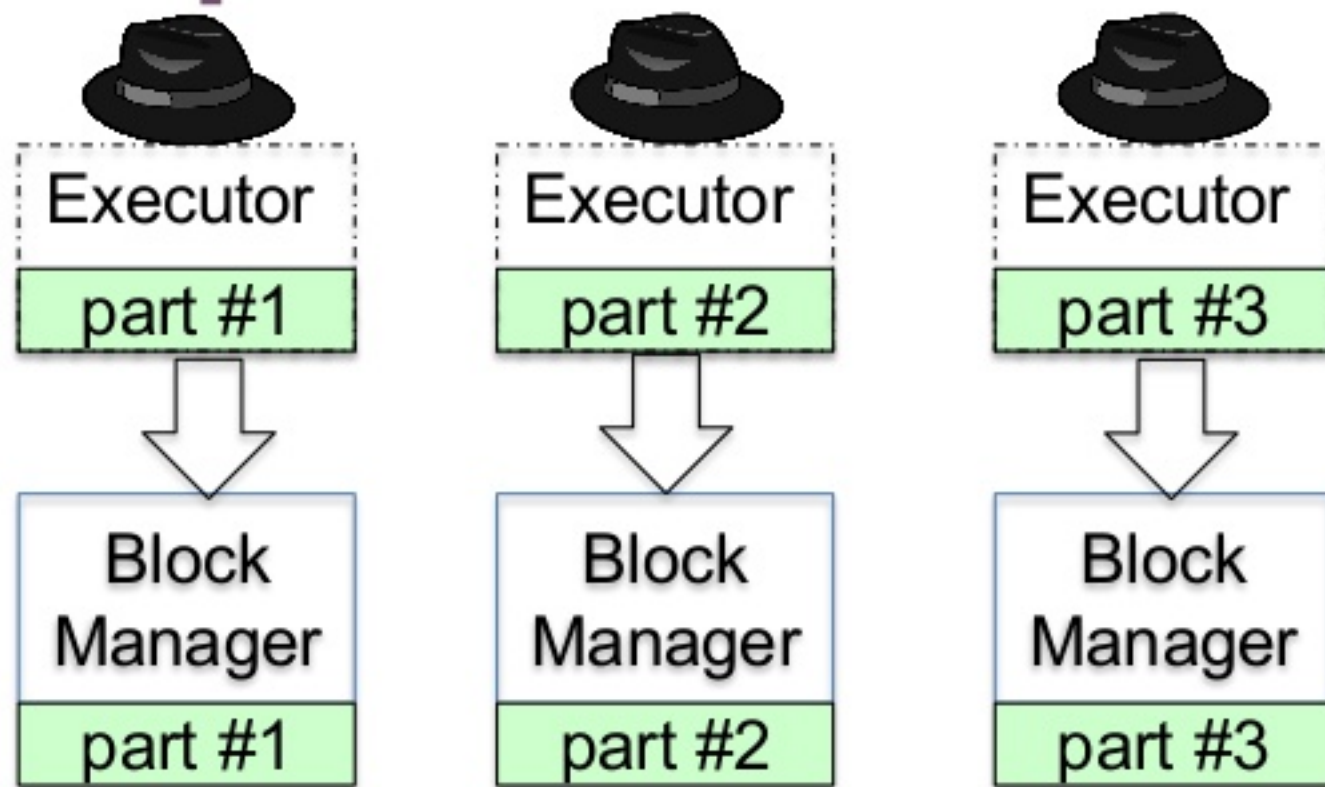 Executor Executor Executor
part #1 part #2 part #3
Block Block Block
Manager Manager Manager
part #1 part #2 part #3